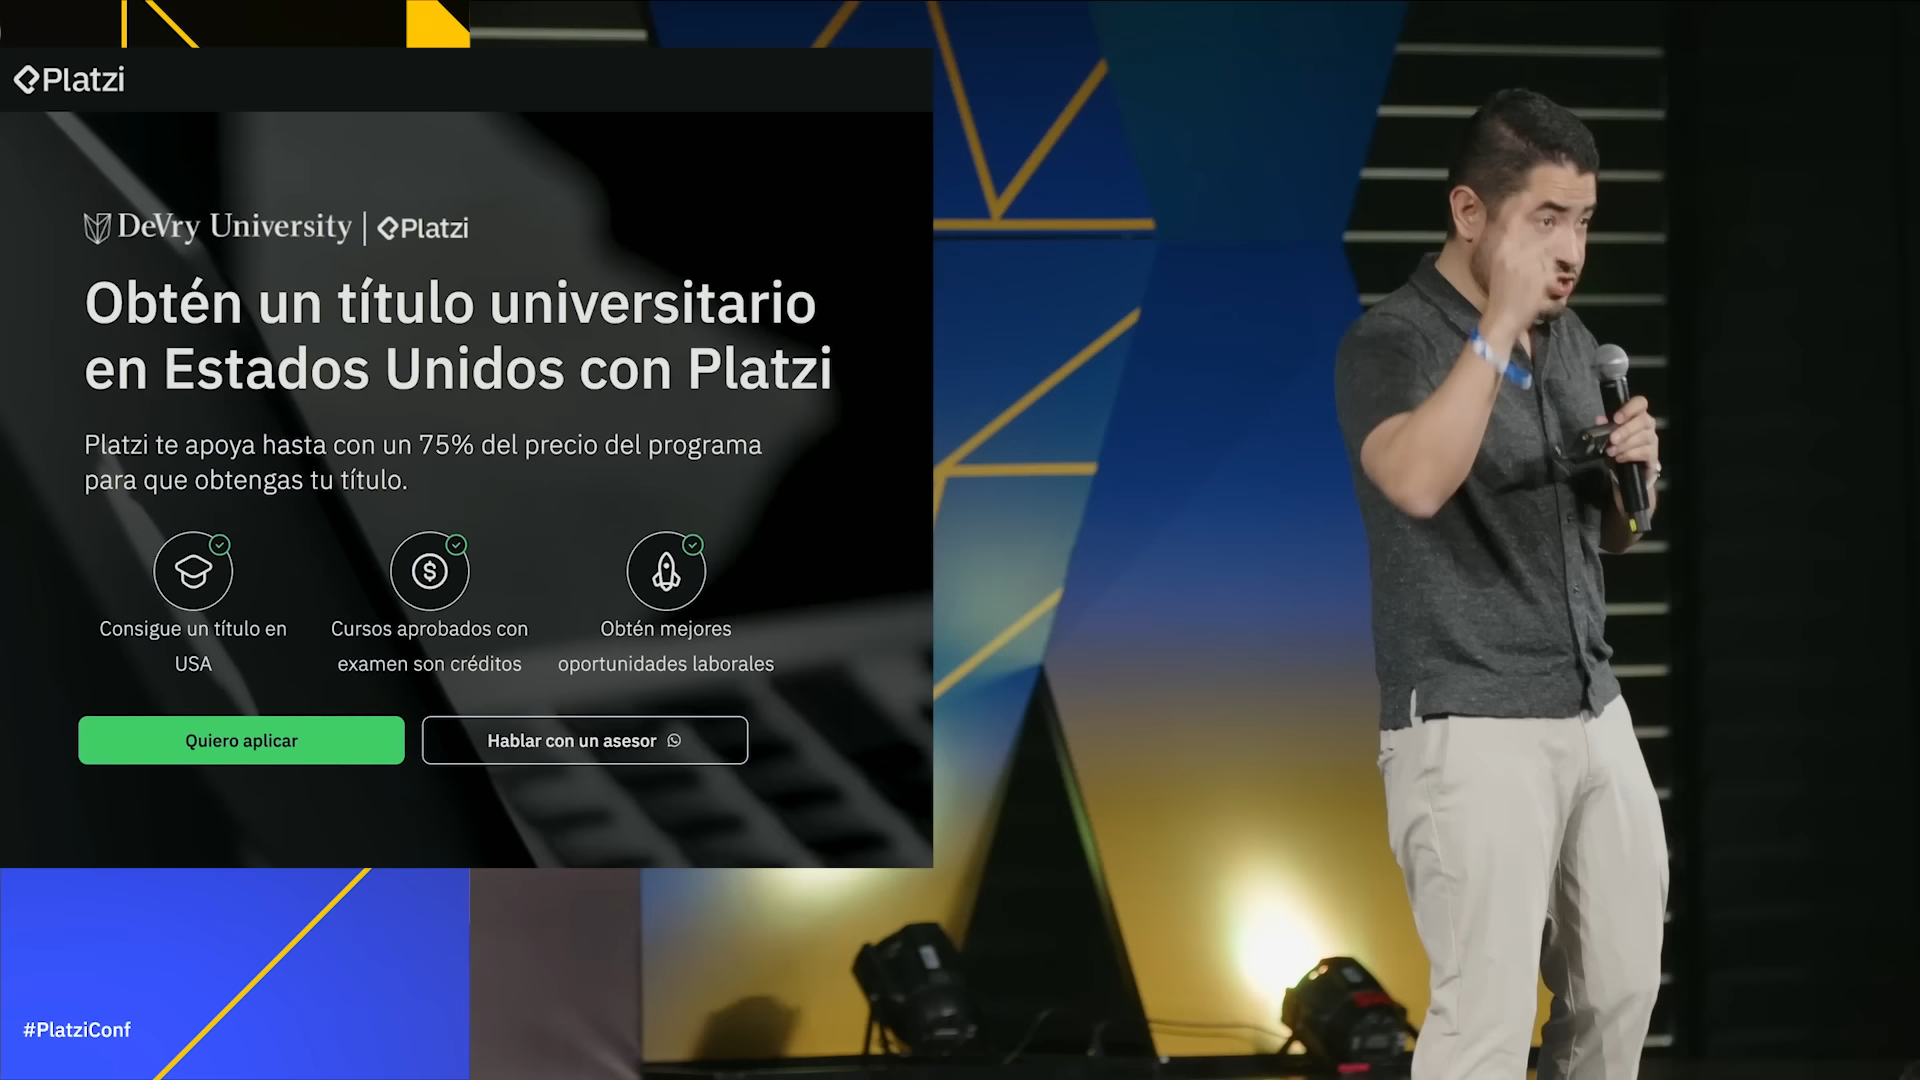 Platzi
DeVry University | Platzi
Obtén un título universitario
en Estados Unidos con Platzi
Platzi te apoya hasta con un 75% del precio del programa
para que obtengas tu título.
Consigue un título en
USA
Cursos aprobados con
examen son créditos
Obtén mejores
oportunidades laborales
Quiero aplicar
Hablar con un asesor
#PlatziConf